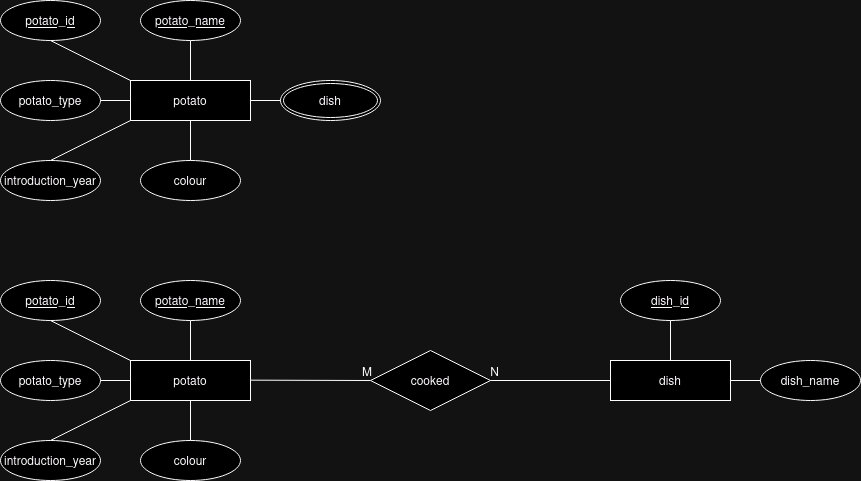 potato_id
potato_name
potato_type
potato
dish
introduction_year
colour
potato_id
potato_name
dish_id
M
N
potato_type
potato
cooked
dish
dish_name
introduction_year
colour